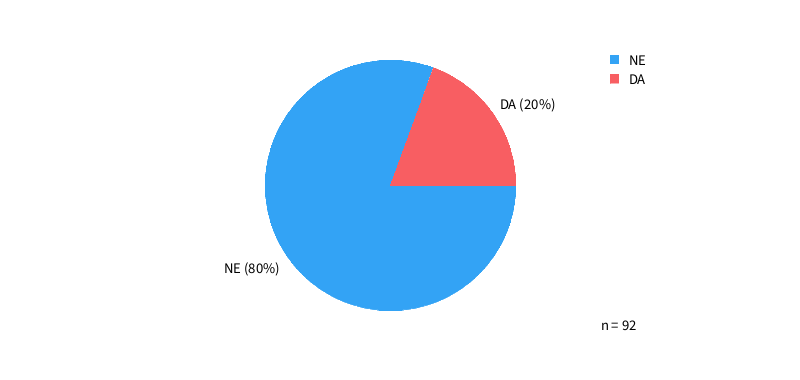 NE
DA
DA (20%)
NE (80%)
n = 92